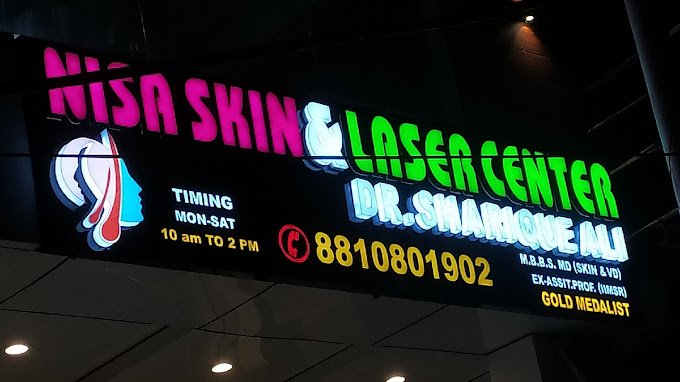 NISA SKIN & LASER CENTER
DR. SHARIQUE ALI
M.B.B.S. MD (SKIN & VD)
EX-ASSIT.PROF. (IIMSR)
GOLD MEDALIST
TIMING
MON-SAT
10 am TO 2 PM
8810801902